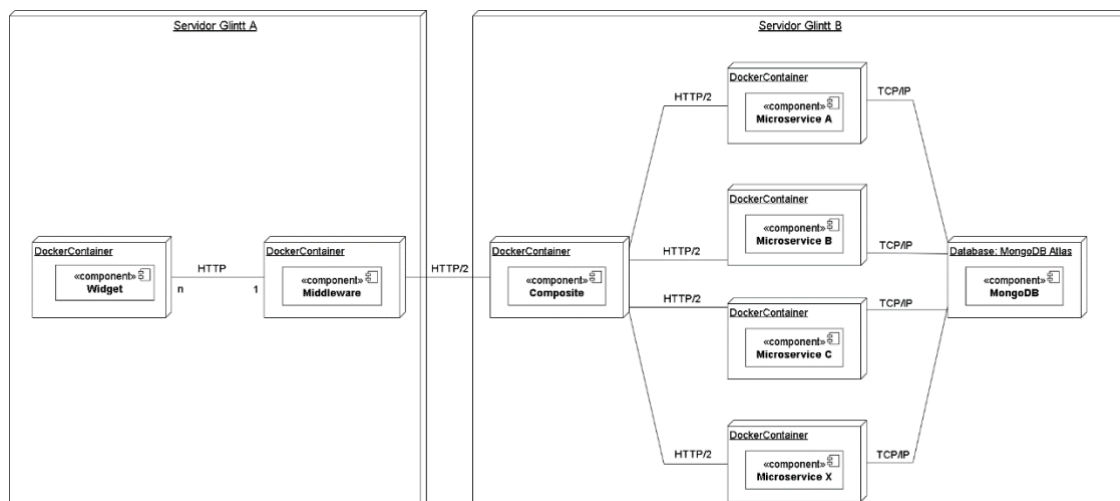 Servidor Glintt A
Servidor Glintt B
DockerContainer
«component»
Widget
HTTP
n
1
DockerContainer
«component»
Middleware
HTTP/2
DockerContainer
«component»
Composite
HTTP/2
DockerContainer
«component»
Microservice A
TCP/IP
HTTP/2
DockerContainer
«component»
Microservice B
TCP/IP
HTTP/2
DockerContainer
«component»
Microservice C
TCP/IP
HTTP/2
DockerContainer
«component»
Microservice X
TCP/IP
Database: MongoDB Atlas
«component»
MongoDB